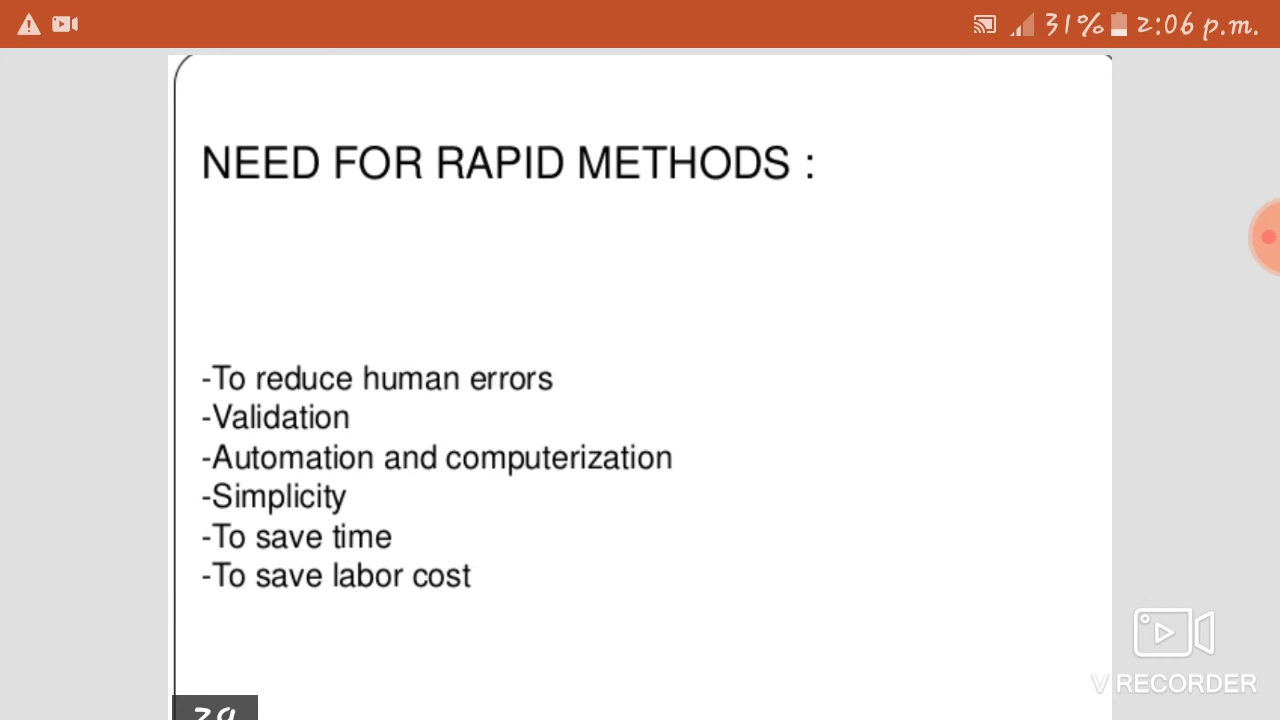 31% 2:06 p.m.
NEED FOR RAPID METHODS :
-To reduce human errors
-Validation
-Automation and computerization
-Simplicity
-To save time
-To save labor cost
V RECORDER